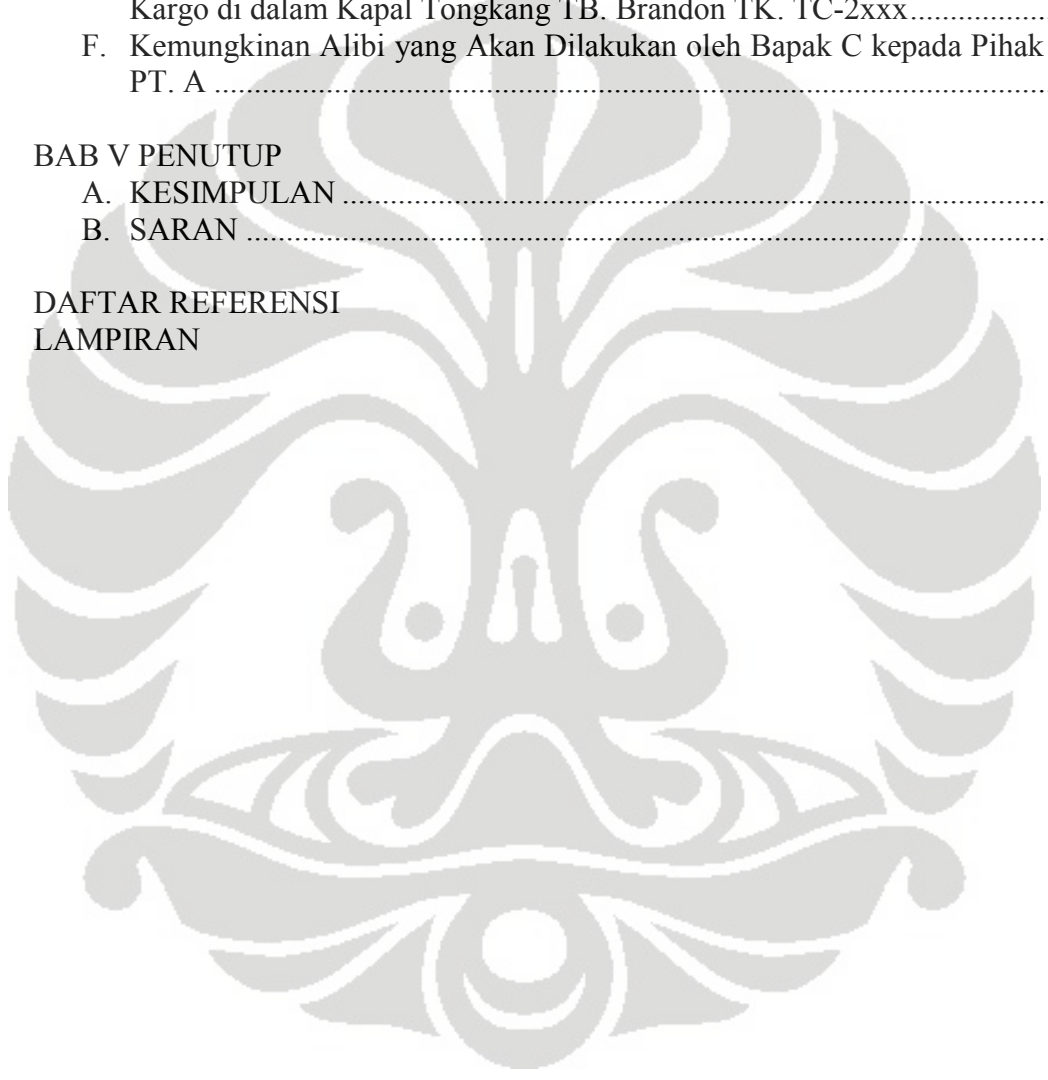 Kargo di dalam Kapal Tongkang TB. Brandon TK. TC-2xxx................
F. Kemungkinan Alibi yang Akan Dilakukan oleh Bapak C kepada Pihak
PT. A ....................................................................................................
BAB V PENUTUP
A. KESIMPULAN ....................................................................................
B. SARAN ................................................................................................
DAFTAR REFERENSI
LAMPIRAN